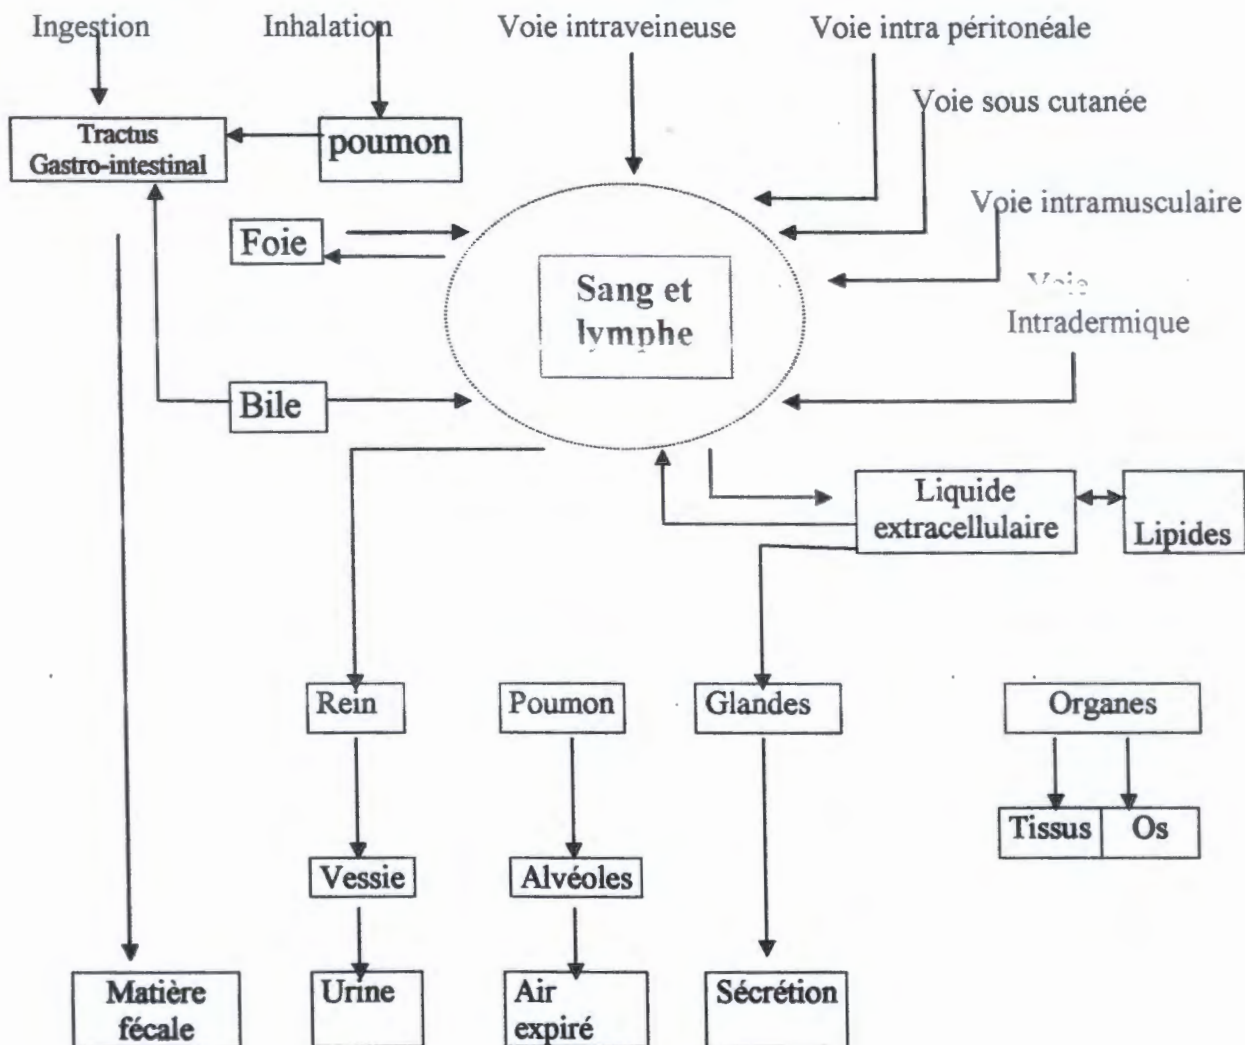 Ingestion
Inhalation
Voie intraveineuse
Voie intra péritonéale
Voie sous cutanée
Tractus
Gastro-intestinal
poumon
Voie intramusculaire
Foie
Sang et
lymphe
Voie
Intradermique
Bile
Liquide
extracellulaire
Lipides
Rein
Poumon
Glandes
Organes
Tissus
Os
Vessie
Alvéoles
Matière
fécale
Urine
Air
expiré
Sécrétion